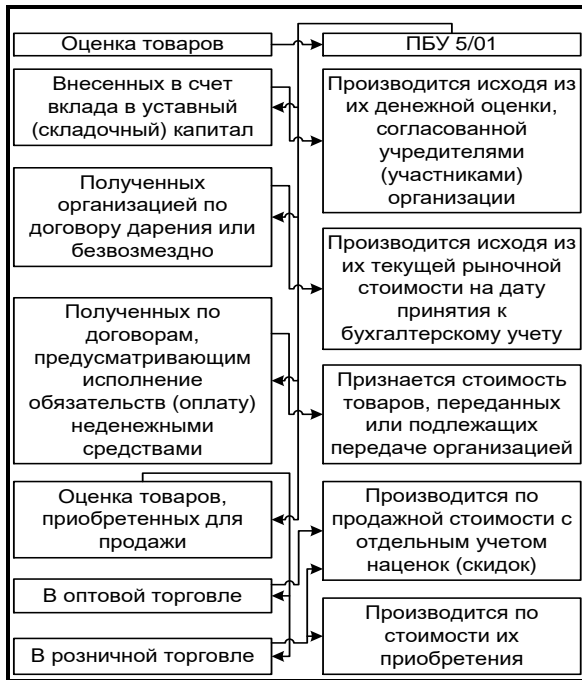 Оценка товаров
ПБУ 5/01
Внесенных в счет
вклада в уставный
(складочный) капитал
Производится исходя из
их денежной оценки,
согласованной
учредителями
(участниками)
организации
Полученных
организацией по
договору дарения или
безвозмездно
Производится исходя из
их текущей рыночной
стоимости на дату
принятия к
бухгалтерскому учету
Полученных по
договорам,
предусматривающим
исполнение
обязательств (оплату)
неденежными
средствами
Признается стоимость
товаров, переданных
или подлежащих
передаче организацией
Оценка товаров,
приобретенных для
продажи
Производится по
продажной стоимости с
отдельным учетом
наценок (скидок)
В оптовой торговле
В розничной торговле
Производится по
стоимости их
приобретения